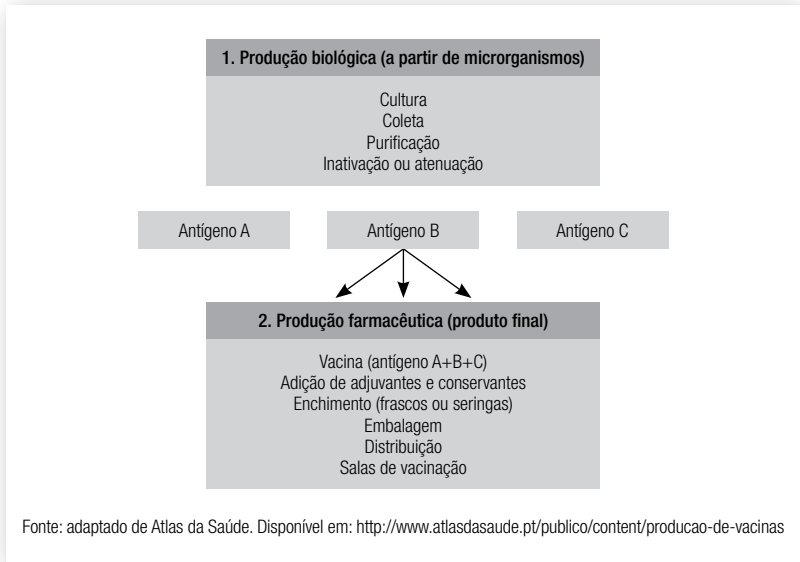 1. Produção biológica (a partir de microrganismos)
Cultura
Coleta
Purificação
Inativação ou atenuação
Antígeno A
Antígeno B
Antígeno C
2. Produção farmacêutica (produto final)
Vacina (antígeno A+B+C)
Adição de adjuvantes e conservantes
Enchimento (frascos ou seringas)
Embalagem
Distribuição
Salas de vacinação
Fonte: adaptado de Atlas da Saúde. Disponível em: http://www.atlasdasaude.pt/publico/content/producao-de-vacinas